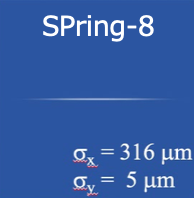 SPring-8
σx = 316 μm
σy = 5 μm